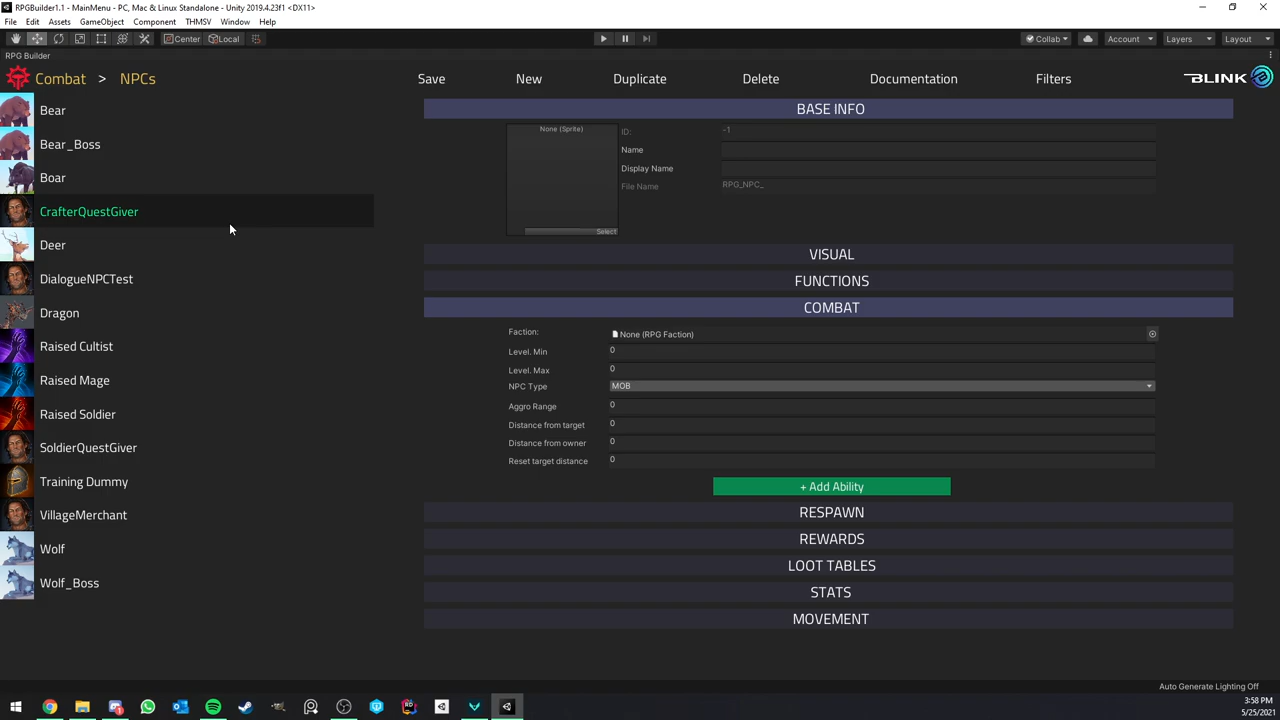 RPGBuilder1.1 - MainMenu - PC, Mac & Linux Standalone - Unity 2019.4.23f1 <DX11>
File Edit Assets GameObject Component THMSV Window Help
Center Local Collab Account Layers Layout
RPG Builder
Combat > NPCs Save New Duplicate Delete Documentation Filters BLINK
Bear
Bear_Boss
Boar
CrafterQuestGiver
Deer
DialogueNPCTest
Dragon
Raised Cultist
Raised Mage
Raised Soldier
SoldierQuestGiver
Training Dummy
VillageMerchant
Wolf
Wolf_Boss
BASE INFO
None (Sprite)
Select
ID: -1
Name
Display Name
File Name RPG_NPC_
VISUAL
FUNCTIONS
COMBAT
Faction: None (RPG Faction)
Level. Min 0
Level. Max 0
NPC Type MOB
Aggro Range 0
Distance from target 0
Distance from owner 0
Reset target distance 0
+ Add Ability
RESPAWN
REWARDS
LOOT TABLES
STATS
MOVEMENT
Auto Generate Lighting Off
3:58 PM
5/25/2021